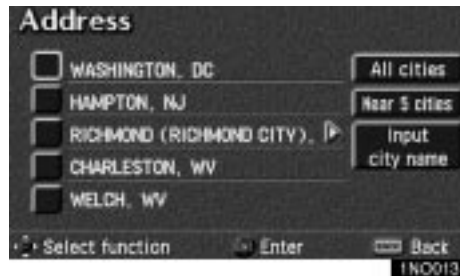 Address
WASHINGTON, DC
All cities
HAMPTON, NJ
Near 5 cities
RICHMOND (RICHMOND CITY),
Input
city name
CHARLESTON, WV
WELCH, WV
Select function
Enter
Back
1NO013